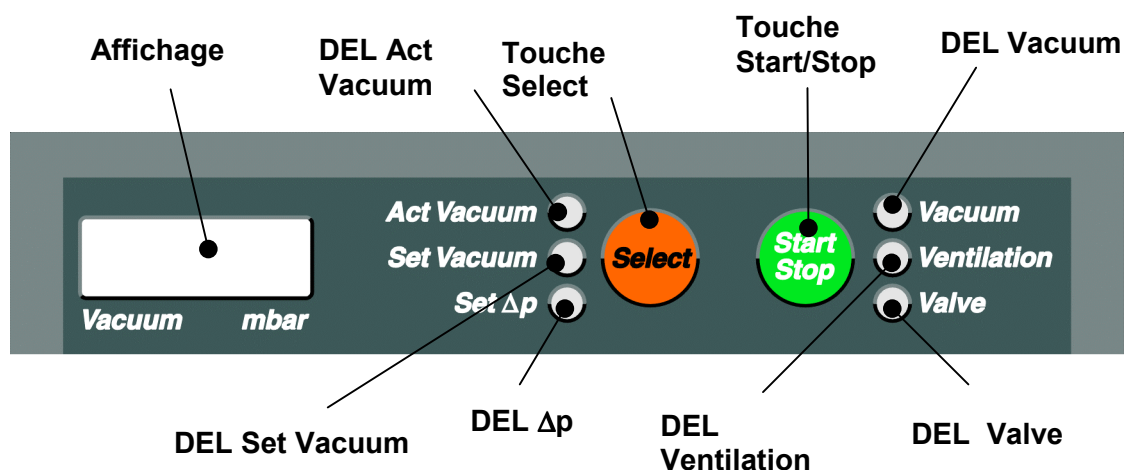 Affichage
DEL Act
Vacuum
Touche
Select
Touche
Start/Stop
DEL Vacuum
Act Vacuum
Set Vacuum
Set Δp
Select
Start
Stop
Vacuum
Ventilation
Valve
Vacuum mbar
DEL Set Vacuum
DEL Δp
DEL
Ventilation
DEL Valve